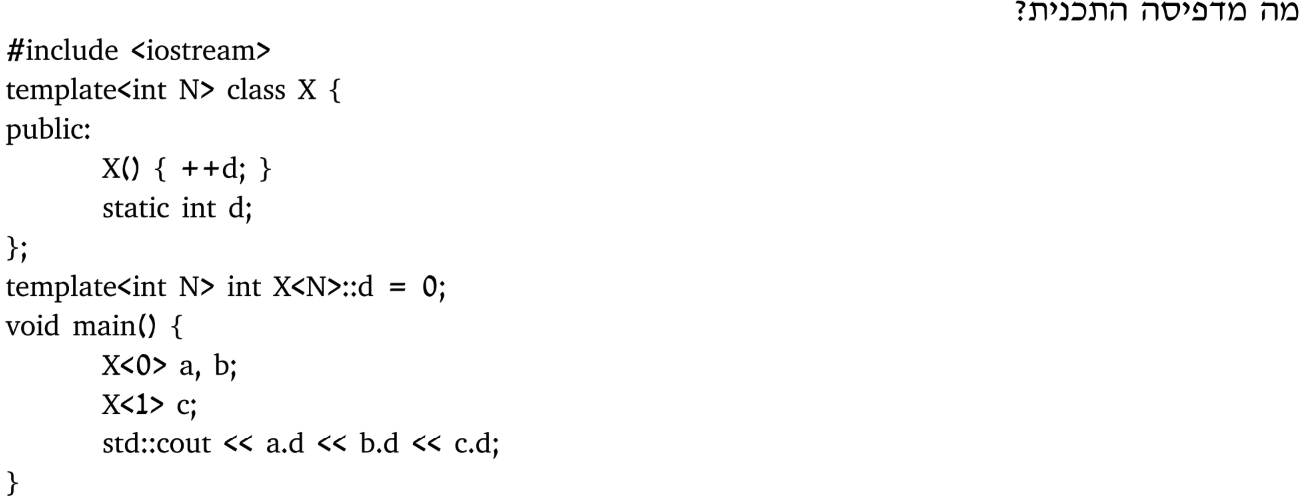 מה מדפיסה התכנית?
#include <iostream>
template<int N> class X {
public:
X() { ++d; }
static int d;
};
template<int N> int X<N>::d = 0;
void main() {
X<0> a, b;
X<1> c;
std::cout << a.d << b.d << c.d;
}